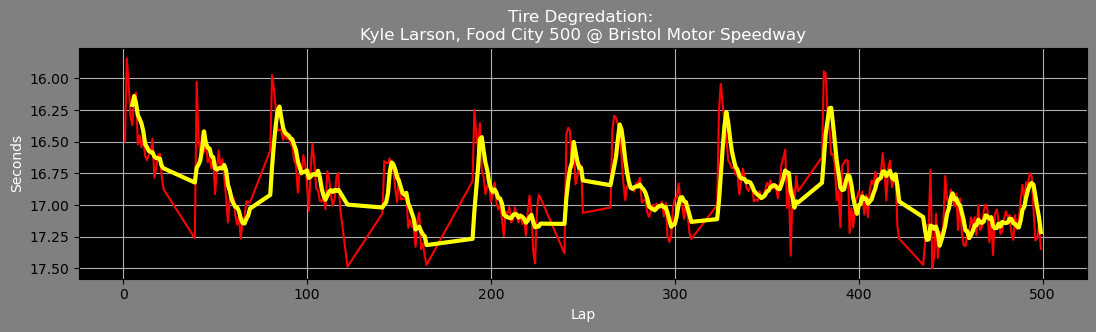 Tire Degredation:
Kyle Larson, Food City 500 @ Bristol Motor Speedway
Seconds
16.00
16.25
16.50
16.75
17.00
17.25
17.50
0 100 200 300 400 500
Lap